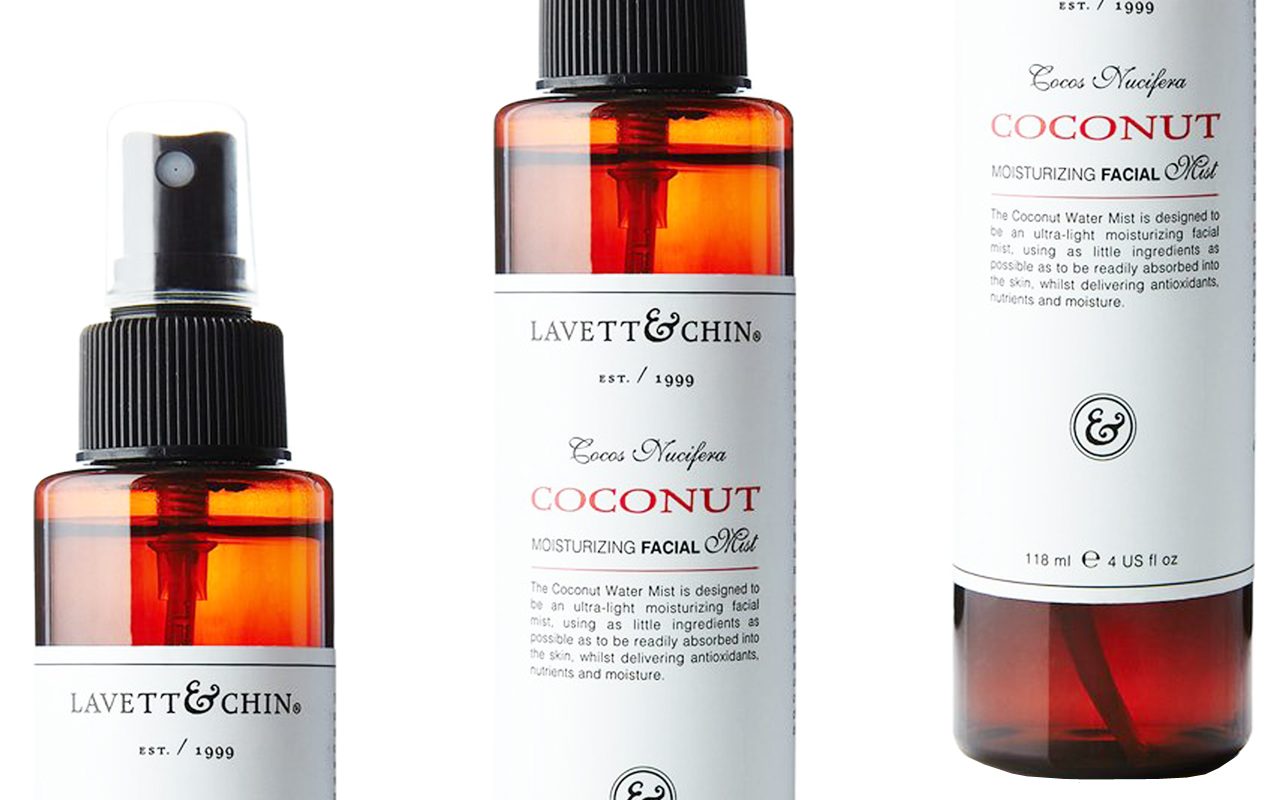 LAVETT&CHIN®
EST. / 1999
LAVETT&CHIN®
EST. / 1999
Cocos Nucifera
COCONUT
MOISTURIZING FACIAL Mist
The Coconut Water Mist is designed to
be an ultra-light moisturizing facial
mist, using as little ingredients as
possible as to be readily absorbed into
the skin, whilst delivering antioxidants,
nutrients and moisture.
&
EST. / 1999
Cocos Nucifera
COCONUT
MOISTURIZING FACIAL Mist
The Coconut Water Mist is designed to
be an ultra-light moisturizing facial
mist, using as little ingredients as
possible as to be readily absorbed into
the skin, whilst delivering antioxidants,
nutrients and moisture.
&
118 ml ℮ 4 US fl oz